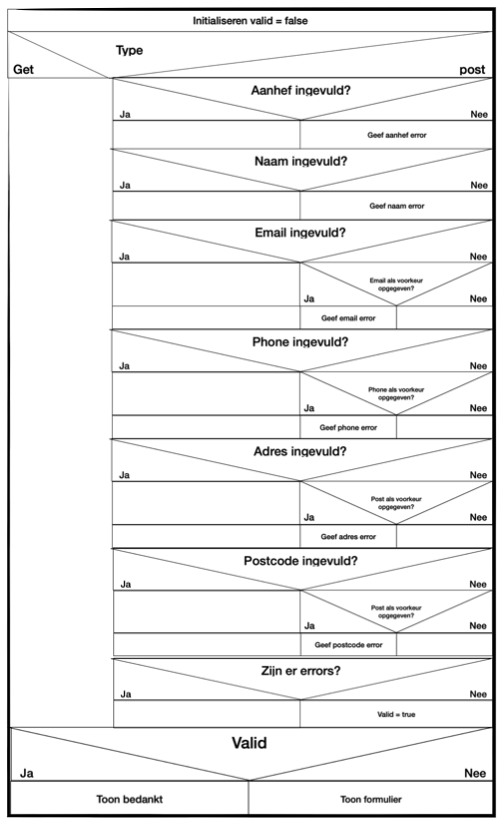 Initialiseren valid = false
Type
Get
post
Aanhef ingevuld?
Ja
Nee
Geef aanhef error
Naam ingevuld?
Ja
Nee
Geef naam error
Email ingevuld?
Ja
Nee
Email als voorkeur
opgegeven?
Ja
Nee
Geef email error
Phone ingevuld?
Ja
Nee
Phone als voorkeur
opgegeven?
Ja
Nee
Geef phone error
Adres ingevuld?
Ja
Nee
Post als voorkeur
opgegeven?
Ja
Nee
Geef adres error
Postcode ingevuld?
Ja
Nee
Post als voorkeur
opgegeven?
Ja
Nee
Geef postcode error
Zijn er errors?
Ja
Nee
Valid = true
Valid
Ja
Nee
Toon bedankt
Toon formulier